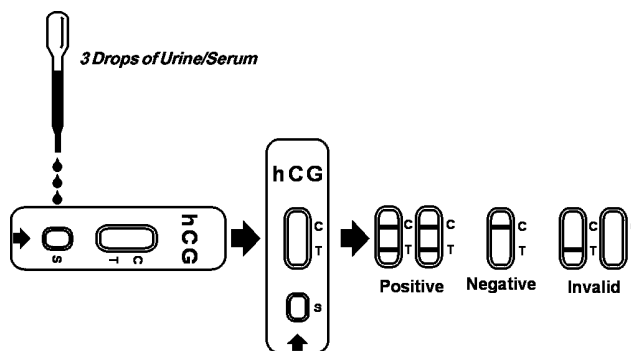 3 Drops of Urine/Serum
hCG
S
T C
hCG
C
T
S
C
T
C
T
C
T
C
T
Positive
Negative
Invalid